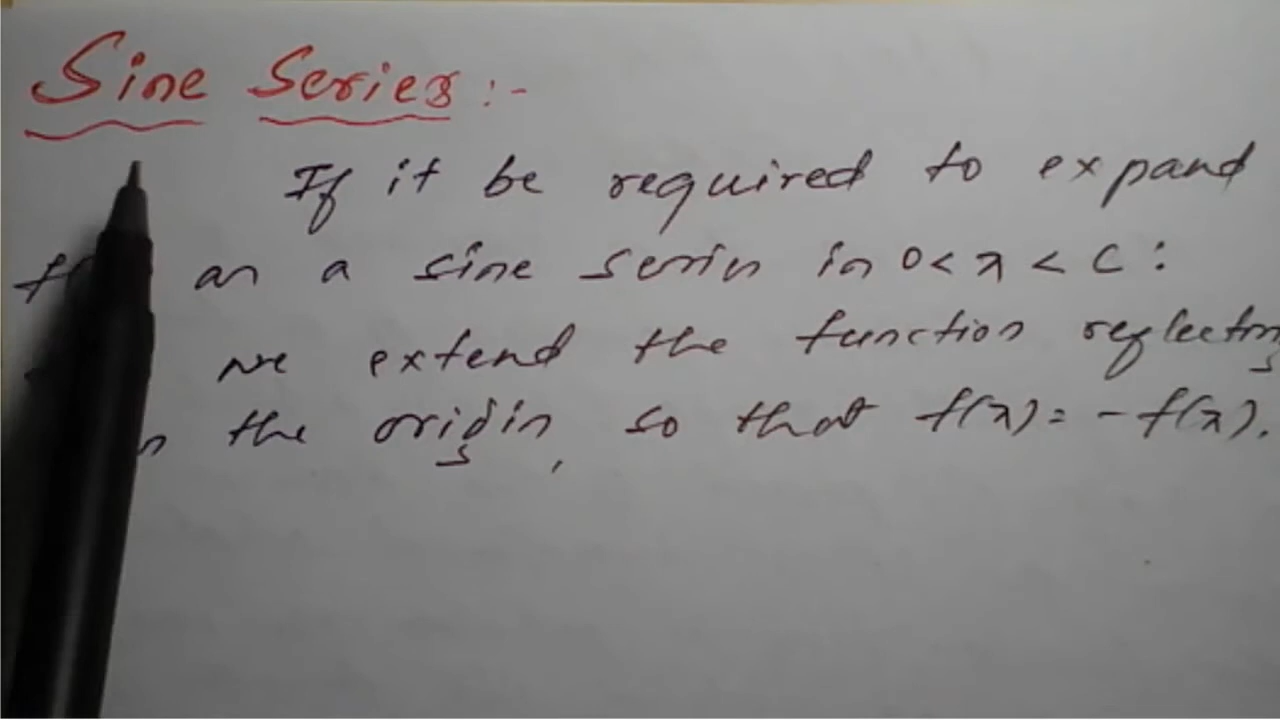 Sine Series :-
If it be required to expand
as a sine series in 0 < x < c :
we extend the function reflecting
the origin, so that f(x) = - f(x).